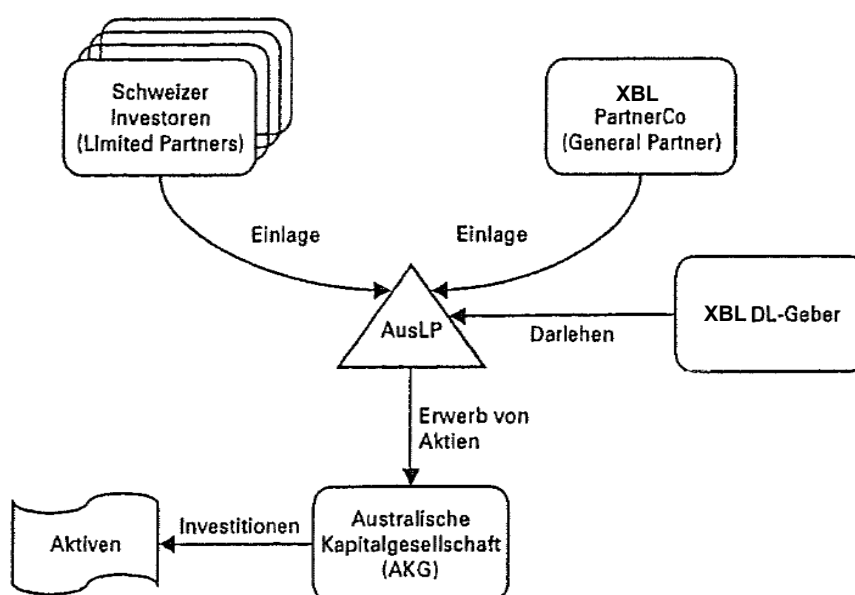 Schweizer
Investoren
(Limited Partners)
XBL
PartnerCo
(General Partner)
Einlage
Einlage
AusLP
Darlehen
XBL DL-Geber
Erwerb von
Aktien
Aktiven
Investitionen
Australische
Kapitalgesellschaft
(AKG)